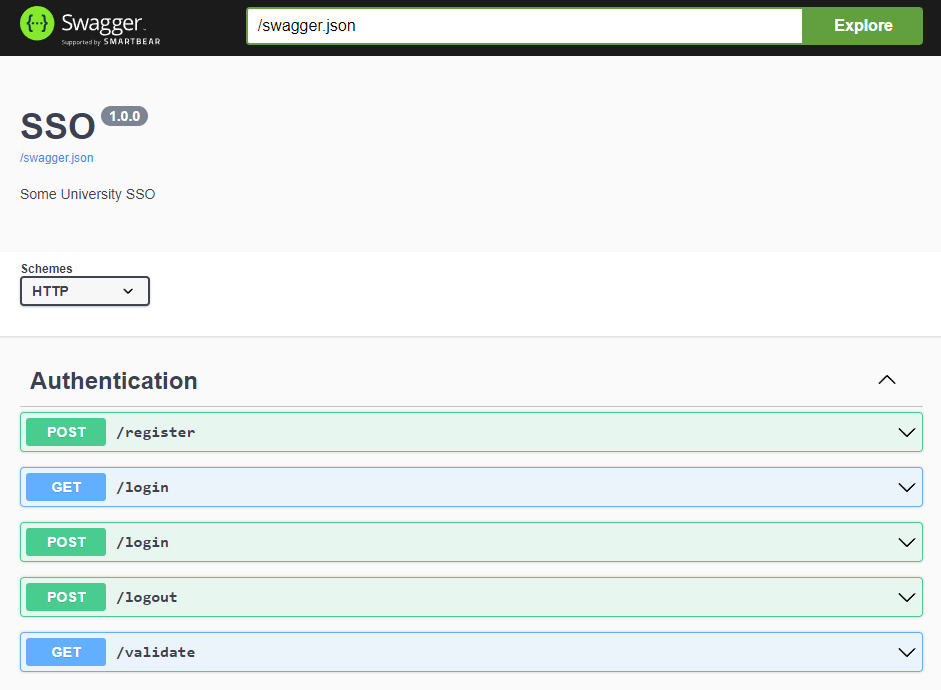 {···} Swagger
Supported by SMARTBEAR
/swagger.json
Explore
SSO 1.0.0
/swagger.json
Some University SSO
Schemes
HTTP
Authentication
POST /register
GET /login
POST /login
POST /logout
GET /validate